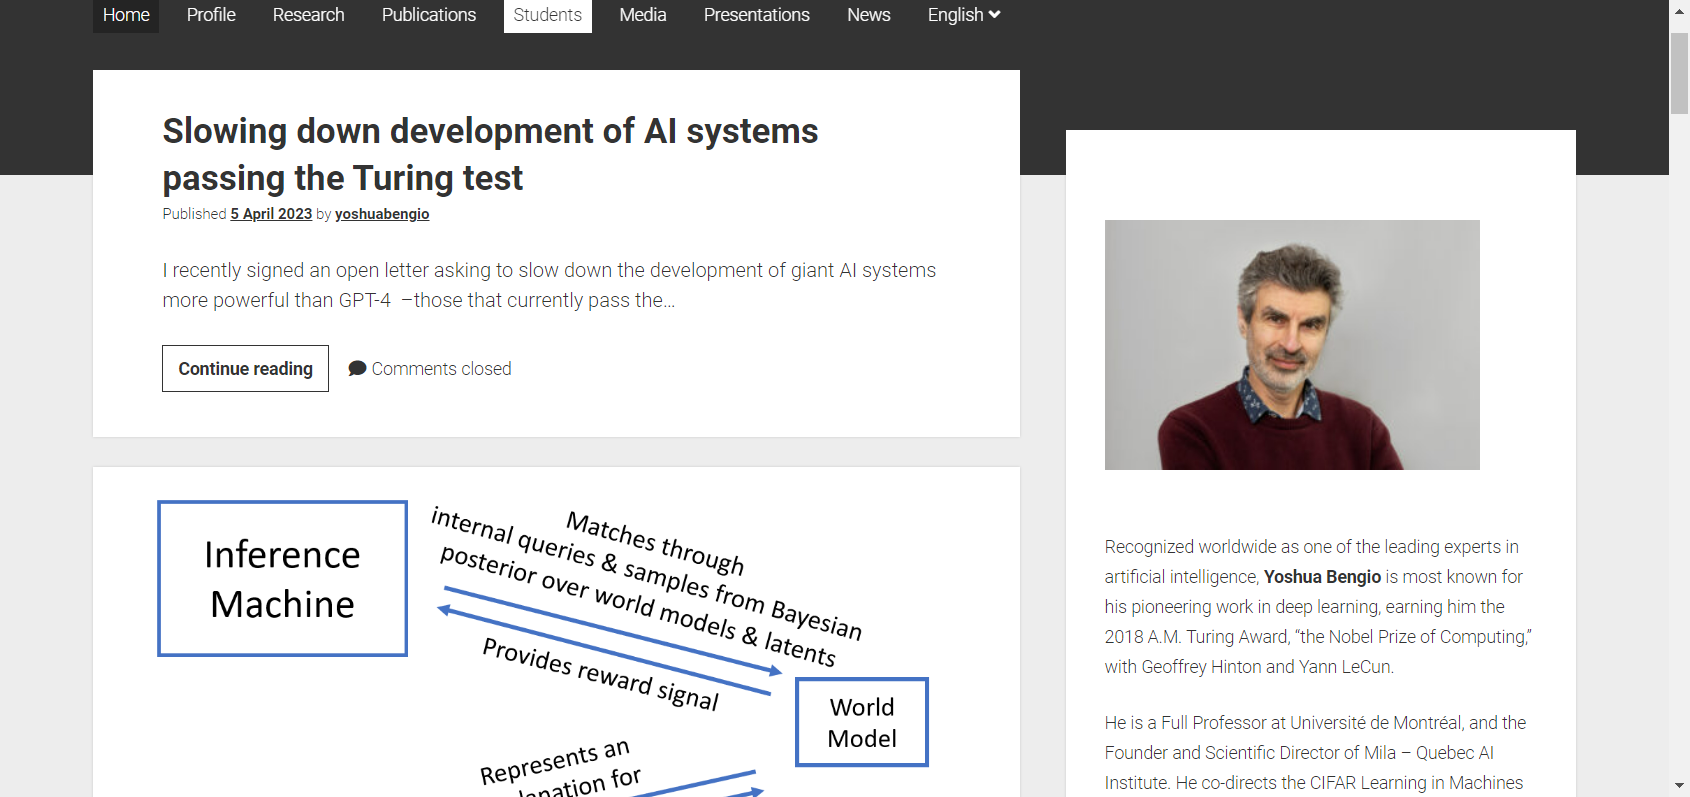 Home Profile Research Publications Students Media Presentations News English
Slowing down development of AI systems
passing the Turing test
Published 5 April 2023 by yoshuabengio
I recently signed an open letter asking to slow down the development of giant AI systems
more powerful than GPT-4 –those that currently pass the…
Continue reading Comments closed
Inference
Machine
Matches through
internal queries & samples from Bayesian
posterior over world models & latents
Provides reward signal
World
Model
Represents an
Recognized worldwide as one of the leading experts in
artificial intelligence, Yoshua Bengio is most known for
his pioneering work in deep learning, earning him the
2018 A.M. Turing Award, “the Nobel Prize of Computing,”
with Geoffrey Hinton and Yann LeCun.
He is a Full Professor at Université de Montréal, and the
Founder and Scientific Director of Mila – Quebec AI
Institute. He co-directs the CIFAR Learning in Machines